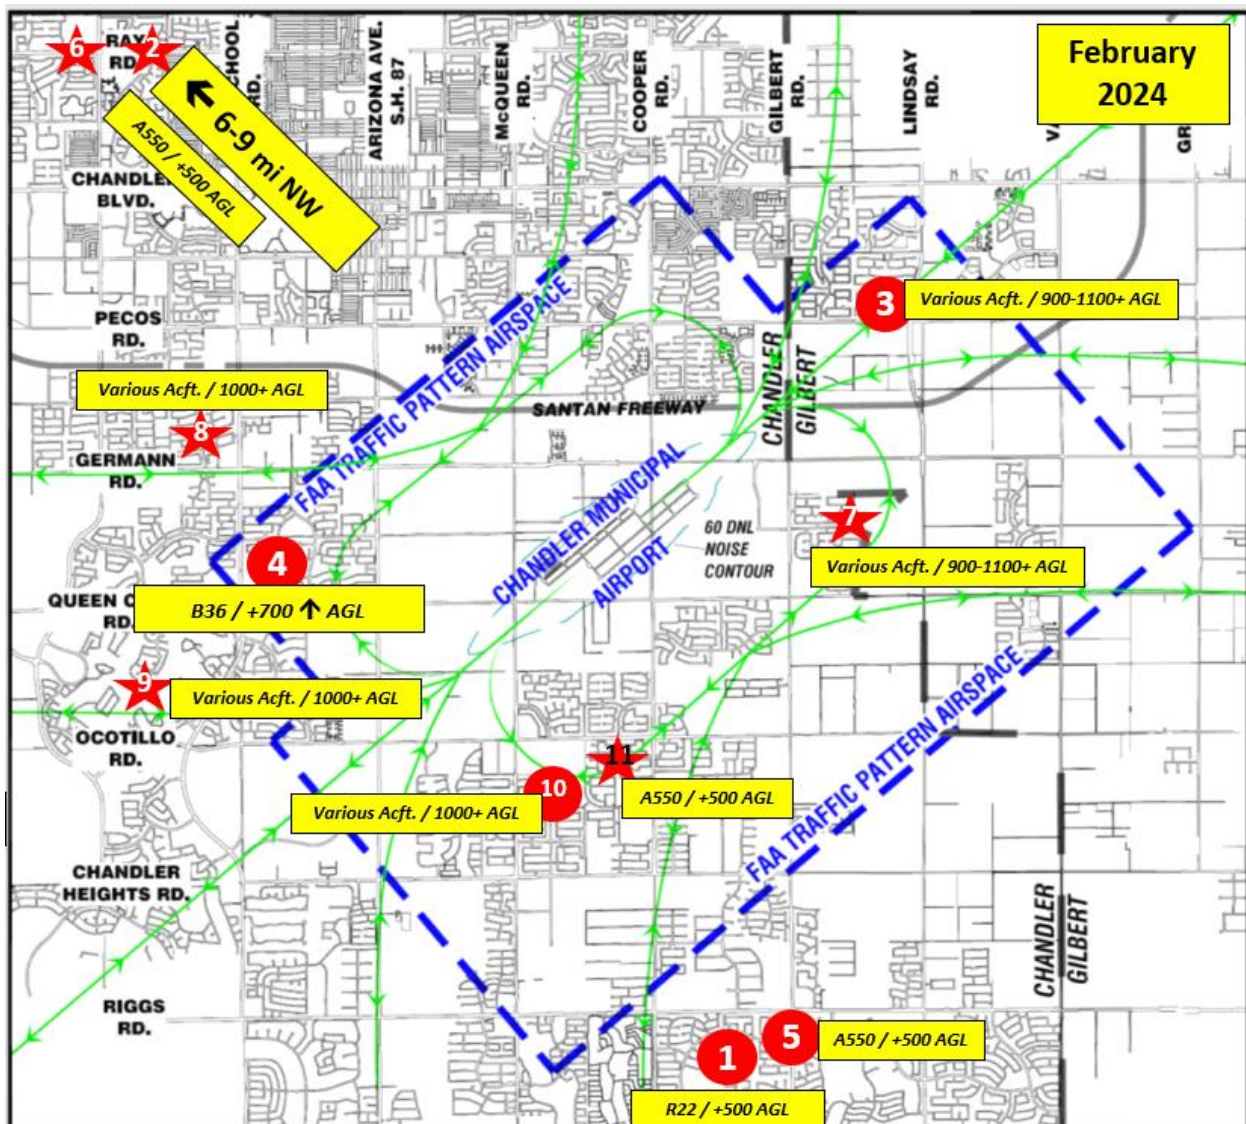 6
2
RAY
RD.
SCHOOL
RD.
ARIZONA AVE.
S.H. 87
McQUEEN
RD.
COOPER
RD.
GILBERT
RD.
LINDSAY
RD.
February
2024
6-9 mi NW
A550 / +500 AGL
CHANDLER
BLVD.
3
Various Acft. / 900-1100+ AGL
PECOS
RD.
FAA TRAFFIC PATTERN AIRSPACE
CHANDLER
GILBERT
Various Acft. / 1000+ AGL
8
SANTAN FREEWAY
GERMANN
RD.
CHANDLER MUNICIPAL
AIRPORT
60 DNL
NOISE
CONTOUR
7
Various Acft. / 900-1100+ AGL
4
B36 / +700 ↑ AGL
QUEEN C
RD.
9
Various Acft. / 1000+ AGL
OCOTILLO
RD.
11
10
Various Acft. / 1000+ AGL
A550 / +500 AGL
FAA TRAFFIC PATTERN AIRSPACE
CHANDLER
HEIGHTS RD.
CHANDLER
GILBERT
RIGGS
RD.
1
5
A550 / +500 AGL
R22 / +500 AGL